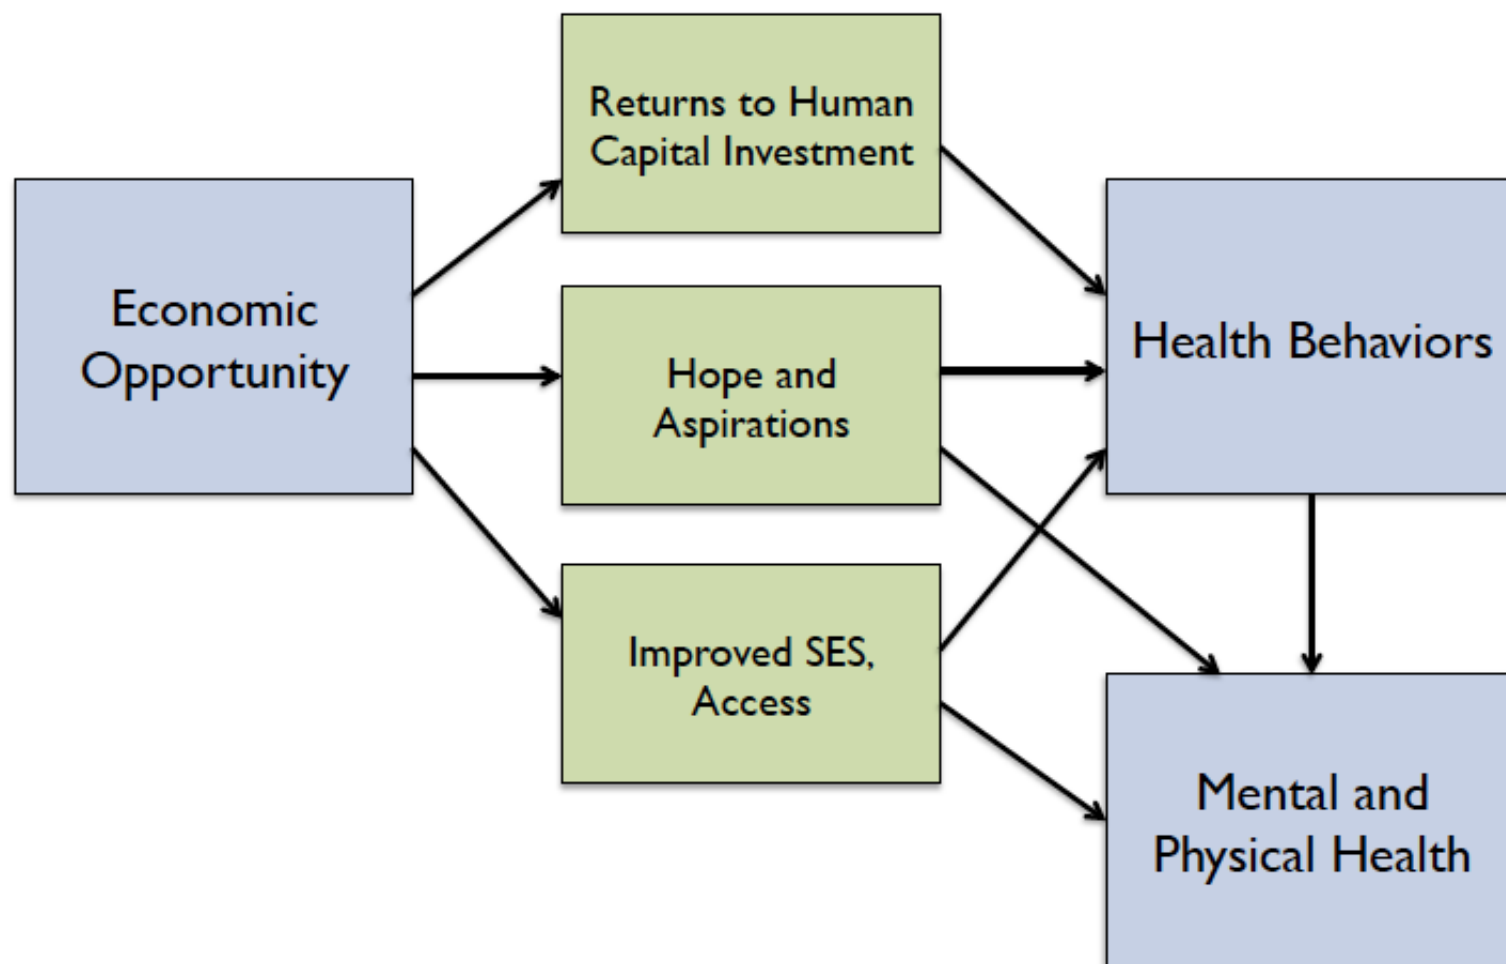 Returns to Human
Capital Investment
Economic
Opportunity
Hope and
Aspirations
Improved SES,
Access
Health Behaviors
Mental and
Physical Health